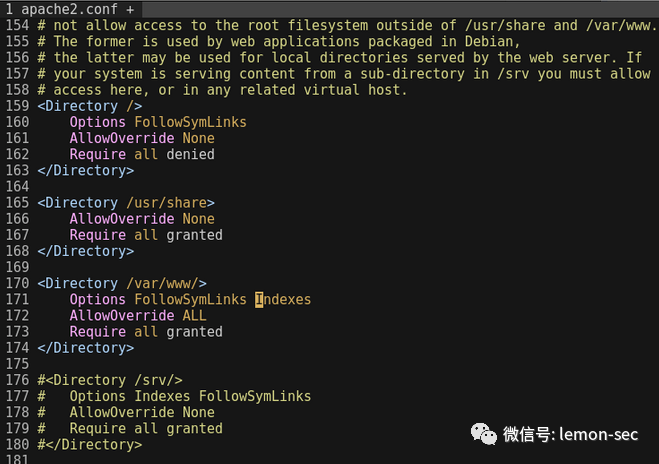 1 apache2.conf +
154 # not allow access to the root filesystem outside of /usr/share and /var/www.
155 # The former is used by web applications packaged in Debian,
156 # the latter may be used for local directories served by the web server. If
157 # your system is serving content from a sub-directory in /srv you must allow
158 # access here, or in any related virtual host.
159 <Directory />
160     Options FollowSymLinks
161     AllowOverride None
162     Require all denied
163 </Directory>
164
165 <Directory /usr/share>
166     AllowOverride None
167     Require all granted
168 </Directory>
169
170 <Directory /var/www/>
171     Options FollowSymLinks Indexes
172     AllowOverride ALL
173     Require all granted
174 </Directory>
175
176 #<Directory /srv/>
177 #   Options Indexes FollowSymLinks
178 #   AllowOverride None
179 #   Require all granted
180 #</Directory>
181
微信号: lemon-sec